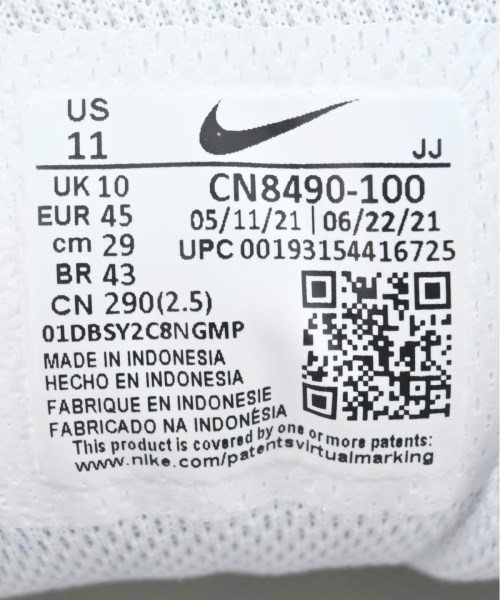 US
11
JJ
UK 10
EUR 45
cm 29
BR 43
CN 290(2.5)
CN8490-100
05/11/21 | 06/22/21
UPC 00193154416725
01DBSY2C8NGMP
MADE IN INDONESIA
HECHO EN INDONESIA
FABRIQUE EN INDONESIE
FABRICADO NA INDONÉSIA
This product is covered by one or more patents:
www.nike.com/patentsvirtualmarking